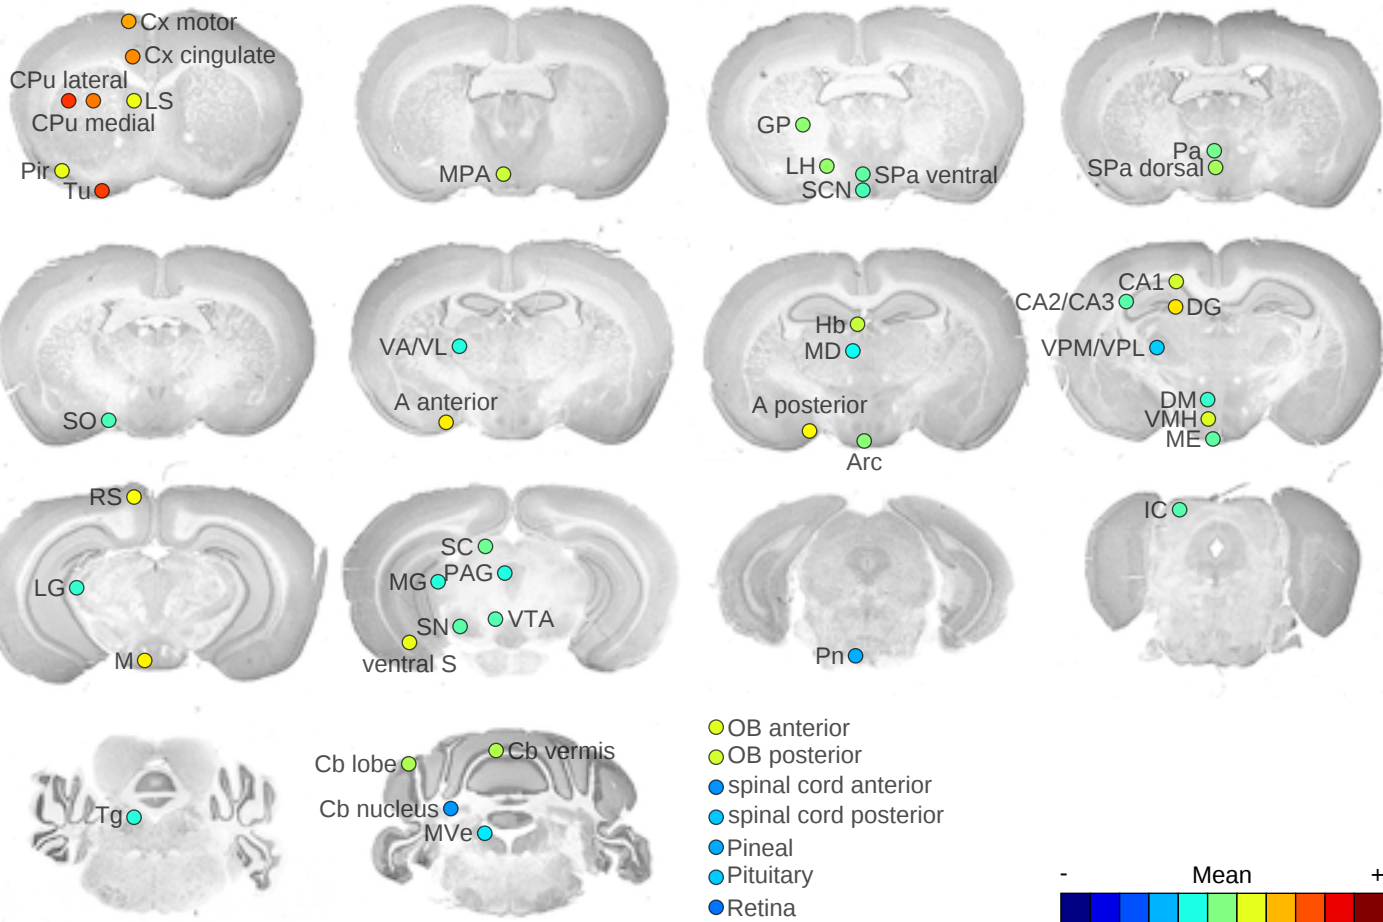 Cx motor
Cx cingulate
CPu lateral
LS
CPu medial
Pir
Tu
MPA
GP
LH
SPa ventral
SCN
Pa
SPa dorsal
SO
VA/VL
A anterior
Hb
MD
A posterior
Arc
CA1
CA2/CA3
DG
VPM/VPL
DM
VMH
ME
RS
LG
M
SC
MG
PAG
SN
VTA
ventral S
Pn
IC
Tg
Cb lobe
Cb vermis
Cb nucleus
MVe
OB anterior
OB posterior
spinal cord anterior
spinal cord posterior
Pineal
Pituitary
Retina
- Mean +